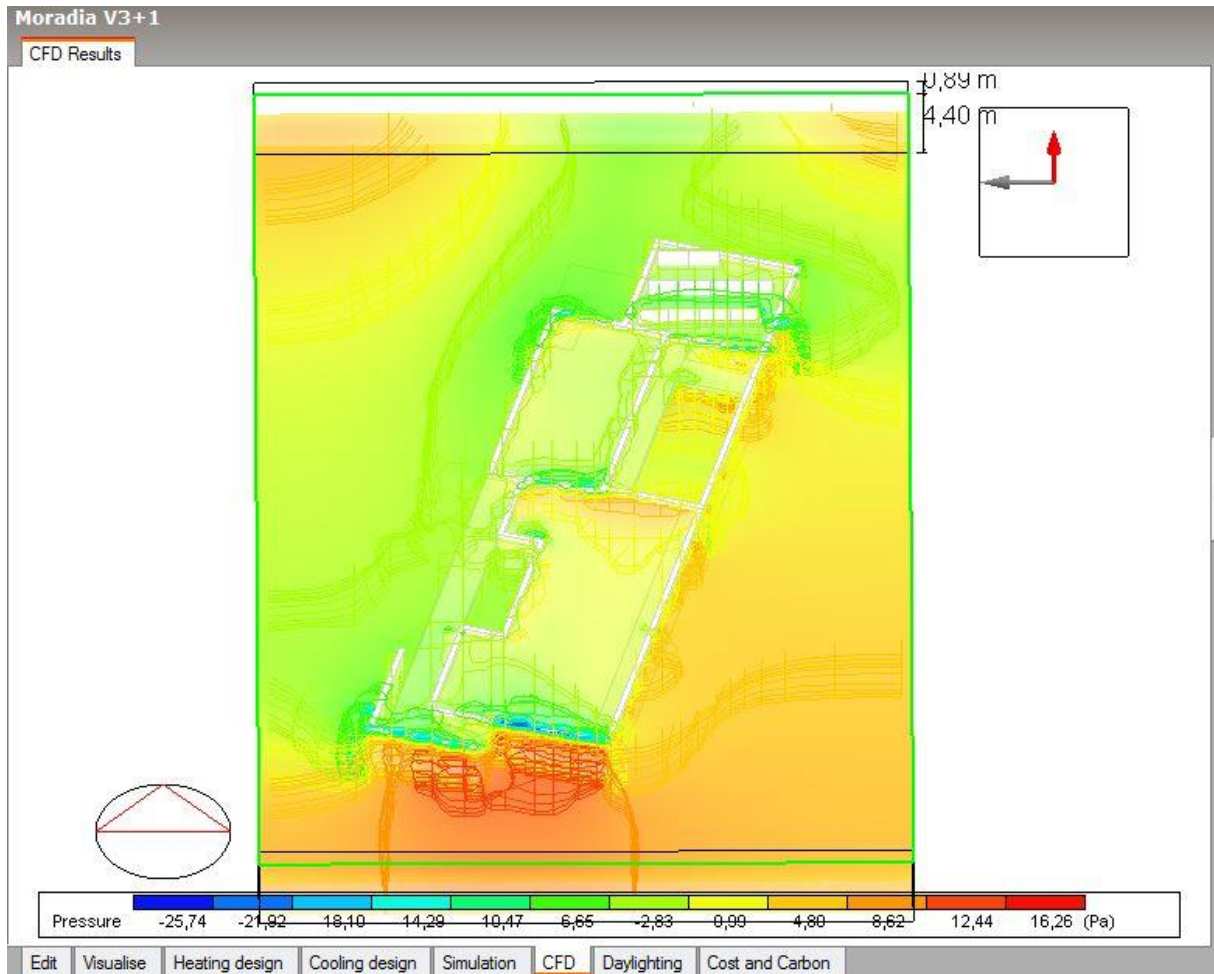 Moradia V3+1
CFD Results
0,89 m
4,40 m
Pressure -25,74 -21,92 -18,10 -14,29 -10,47 -6,65 -2,83 0,99 4,80 8,62 12,44 16,26 (Pa)
Edit Visualise Heating design Cooling design Simulation CFD Daylighting Cost and Carbon